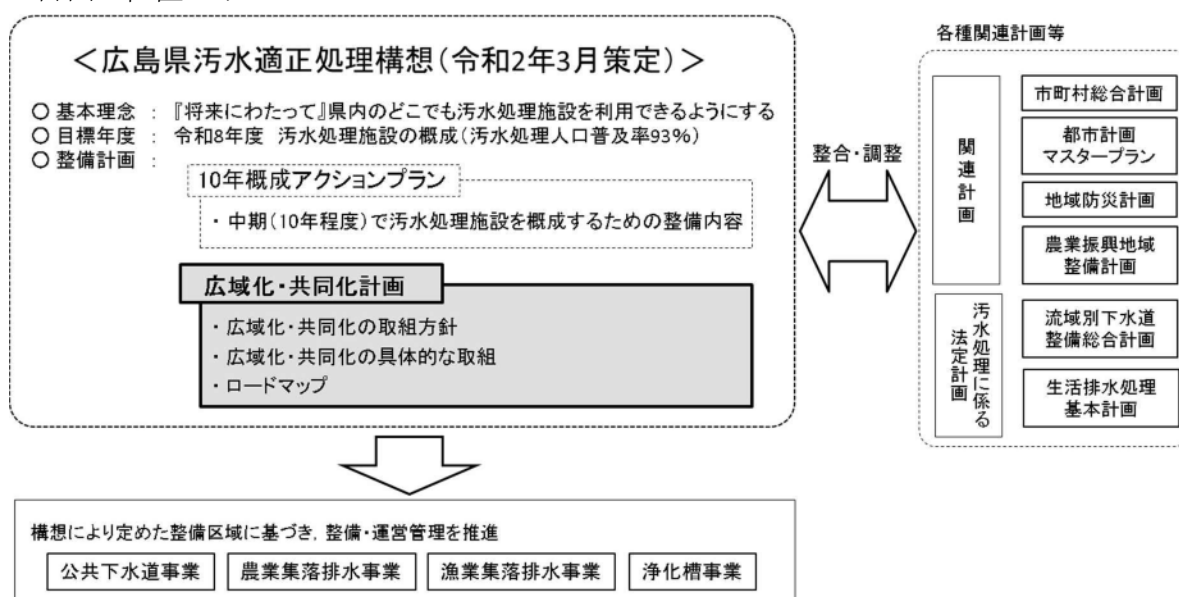 ＜広島県汚水適正処理構想(令和2年3月策定)＞
○ 基本理念 ： 『将来にわたって』県内のどこでも汚水処理施設を利用できるようにする
○ 目標年度 ： 令和8年度 汚水処理施設の概成(汚水処理人口普及率93%)
○ 整備計画 ：
10年概成アクションプラン
・中期(10年程度)で汚水処理施設を概成するための整備内容
広域化・共同化計画
・広域化・共同化の取組方針
・広域化・共同化の具体的な取組
・ロードマップ
整合・調整
各種関連計画等
関連計画
市町村総合計画
都市計画
マスタープラン
地域防災計画
農業振興地域
整備計画
汚水処理に係る
法定計画
流域別下水道
整備総合計画
生活排水処理
基本計画
構想により定めた整備区域に基づき，整備・運営管理を推進
公共下水道事業
農業集落排水事業
漁業集落排水事業
浄化槽事業